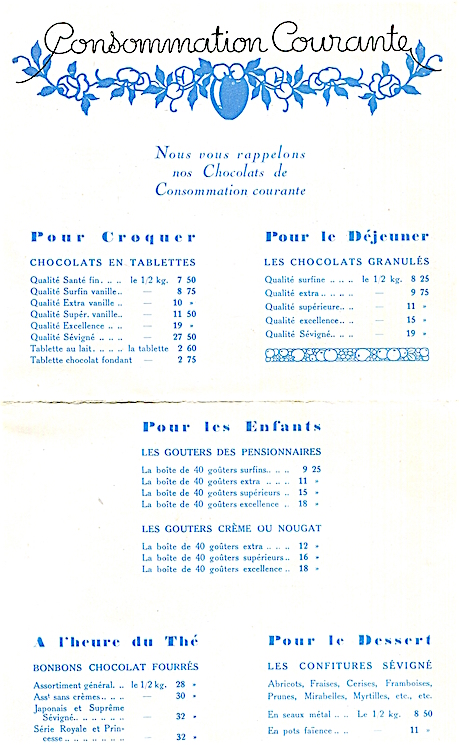 Consommation Courante
Nous vous rappelons
nos Chocolats de
Consommation courante
Pour Croquer
CHOCOLATS EN TABLETTES
Qualité Santé fin. .. .. le 1/2 kg. 7 50
Qualité Surfin vanille.. — 8 75
Qualité Extra vanille .. — 10 »
Qualité Supér. vanille.. — 11 50
Qualité Excellence .. .. — 19 »
Qualité Sévigné .. .. .. — 27 50
Tablette au lait. .. .. .. la tablette 2 60
Tablette chocolat fondant — 2 75
Pour le Déjeuner
LES CHOCOLATS GRANULÉS
Qualité surfine .. .. .. le 1/2 kg. 8 25
Qualité extra .. .. .. .. — 9 75
Qualité supérieure.. .. — 11 »
Qualité excellence.. .. — 15 »
Qualité Sévigné.. .. .. — 19 »
Pour les Enfants
LES GOUTERS DES PENSIONNAIRES
La boîte de 40 goûters surfins.. .. .. 9 25
La boîte de 40 goûters extra .. .. .. 11 »
La boîte de 40 goûters supérieurs .. .. 15 »
La boîte de 40 goûters excellence .. 18 »
LES GOUTERS CRÈME OU NOUGAT
La boîte de 40 goûters extra .. .. .. 12 »
La boîte de 40 goûters supérieurs.. .. 16 »
La boîte de 40 goûters excellence .. 18 »
A l'heure du Thé
BONBONS CHOCOLAT FOURRÉS
Assortiment général. .. le 1/2 kg. 28 »
Asst sans crèmes.. .. .. — 30 »
Japonais et Suprême
Sévigné.. .. .. .. .. — 32 »
Série Royale et Prin-
cesse .. .. .. .. .. .. — 32 »
Pour le Dessert
LES CONFITURES SÉVIGNÉ
Abricots, Fraises, Cerises, Framboises,
Prunes, Mirabelles, Myrtilles, etc., etc.
En seaux métal .. .. Le 1.2 kg. 8 50
En pots faïence .. .. — 11 »